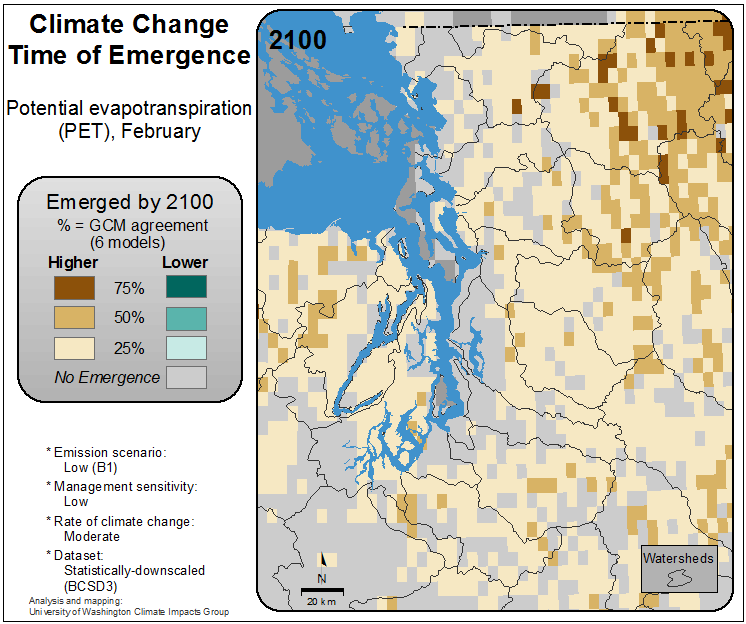 Climate Change
Time of Emergence
Potential evapotranspiration
(PET), February
Emerged by 2100
% = GCM agreement
(6 models)
Higher Lower
75%
50%
25%
No Emergence
* Emission scenario:
Low (B1)
* Management sensitivity:
Low
* Rate of climate change:
Moderate
* Dataset:
Statistically-downscaled
(BCSD3)
Analysis and mapping:
University of Washington Climate Impacts Group
2100
N
20 km
Watersheds